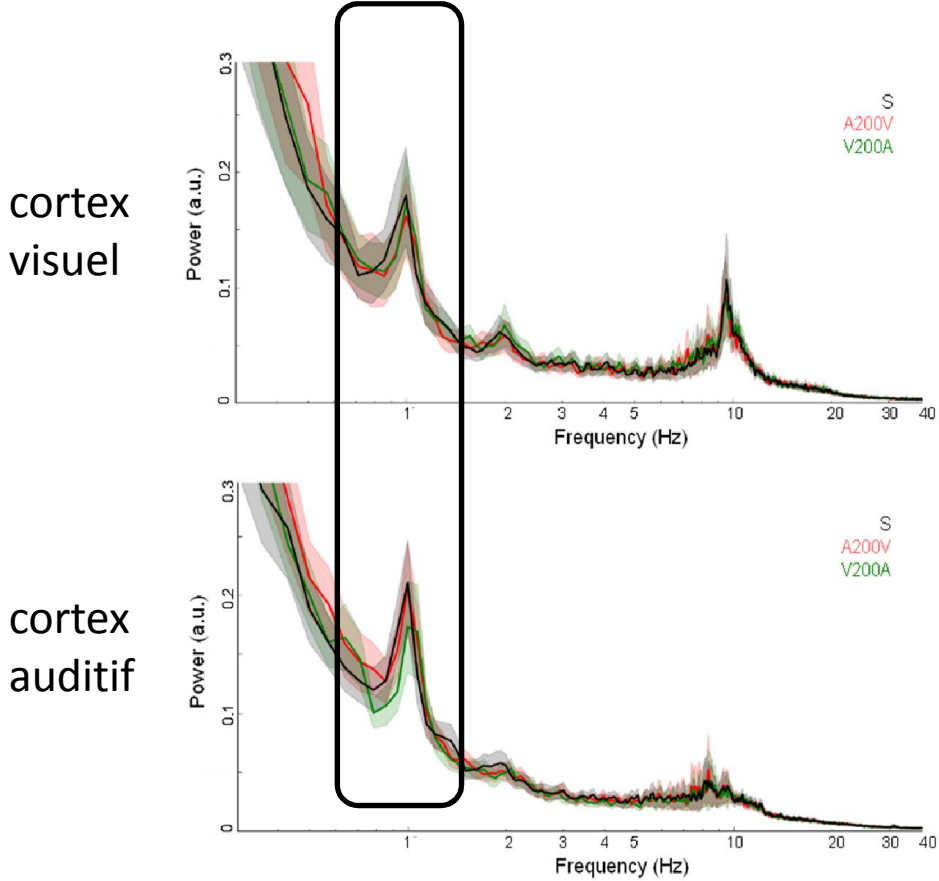 cortex
visuel
Power (a.u.)
0.3
0.2
0.1
0
S
A200V
V200A
1 2 3 4 5 10 20 30 40
Frequency (Hz)
cortex
auditif
Power (a.u.)
0.3
0.2
0.1
0
S
A200V
V200A
1 2 3 4 5 10 20 30 40
Frequency (Hz)